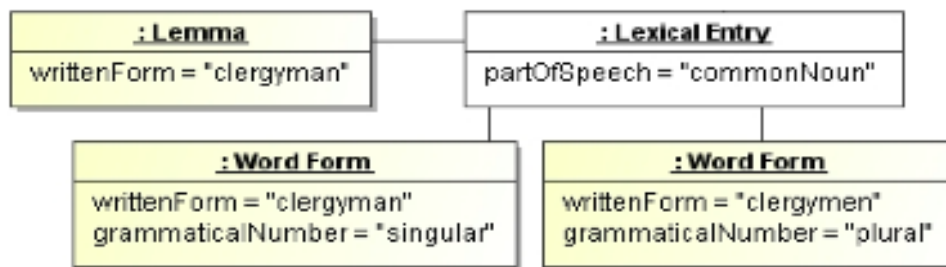 : Lemma
writtenForm = "clergyman"
: Lexical Entry
partOfSpeech = "commonNoun"
: Word Form
writtenForm = "clergyman"
grammaticalNumber = "singular"
: Word Form
writtenForm = "clergymen"
grammaticalNumber = "plural"